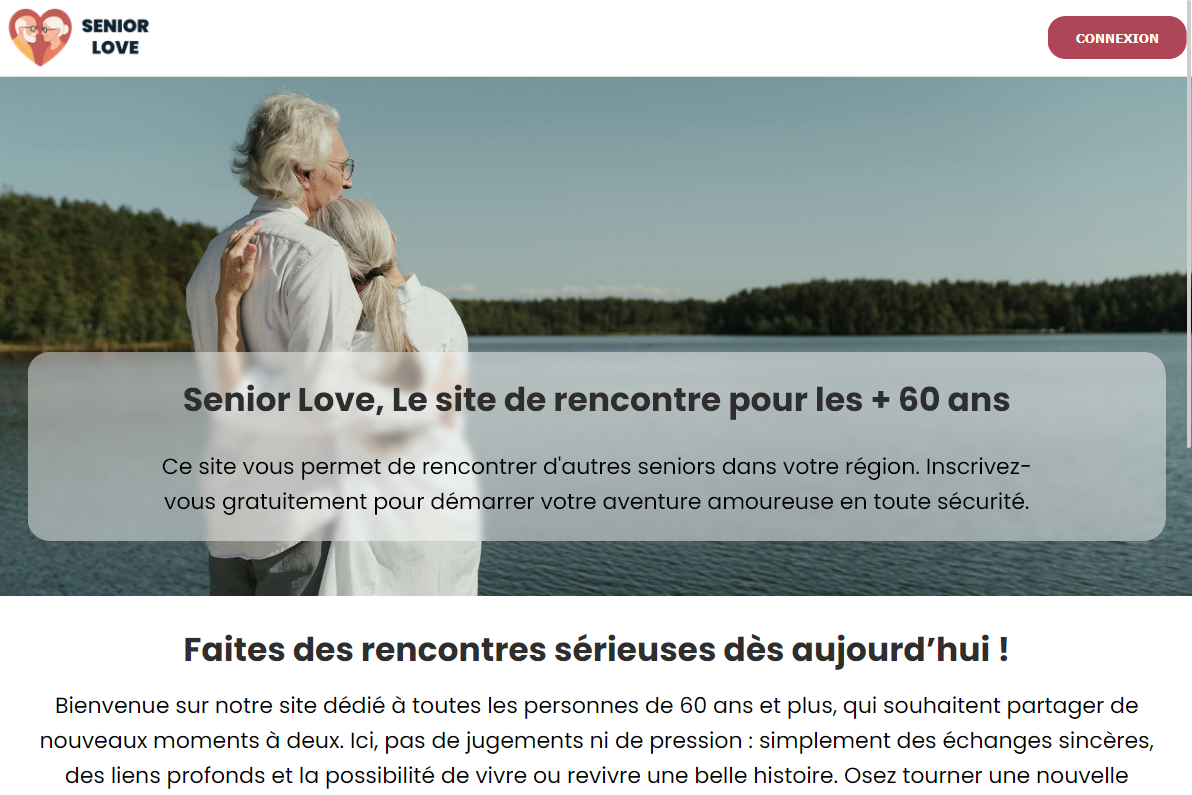 SENIOR
LOVE
CONNEXION
Senior Love, Le site de rencontre pour les + 60 ans
Ce site vous permet de rencontrer d'autres seniors dans votre région. Inscrivez-
vous gratuitement pour démarrer votre aventure amoureuse en toute sécurité.
Faites des rencontres sérieuses dès aujourd’hui !
Bienvenue sur notre site dédié à toutes les personnes de 60 ans et plus, qui souhaitent partager de
nouveaux moments à deux. Ici, pas de jugements ni de pression : simplement des échanges sincères,
des liens profonds et la possibilité de vivre ou revivre une belle histoire. Osez tourner une nouvelle